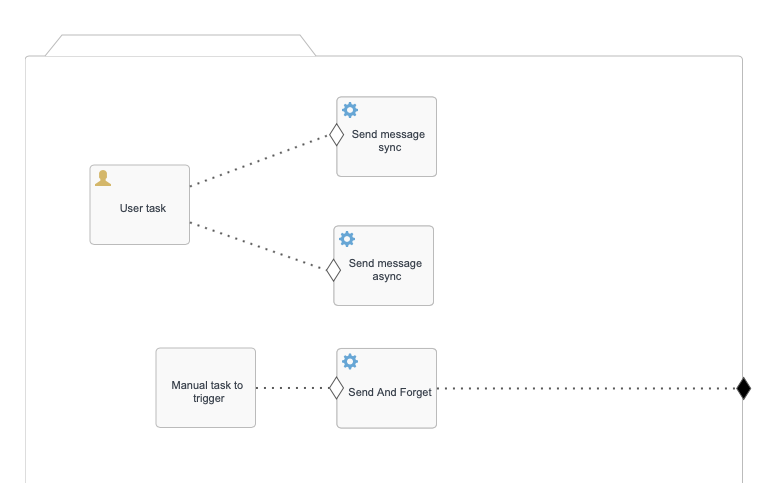 Send message
sync
User task
Send message
async
Manual task to
trigger
Send And Forget